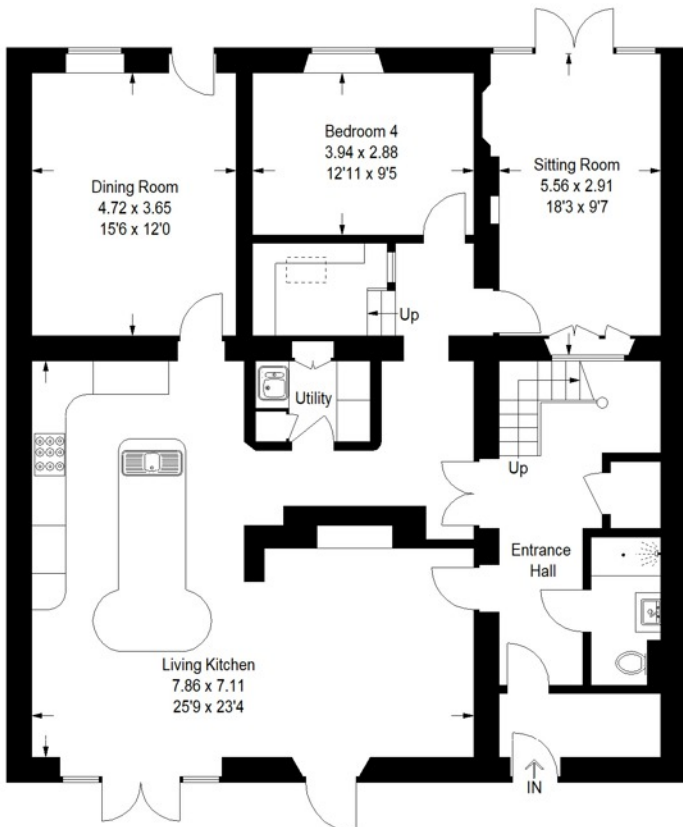 Dining Room
4.72 x 3.65
15'6 x 12'0
Bedroom 4
3.94 x 2.88
12'11 x 9'5
Sitting Room
5.56 x 2.91
18'3 x 9'7
Up
Utility
Up
Entrance
Hall
Living Kitchen
7.86 x 7.11
25'9 x 23'4
IN